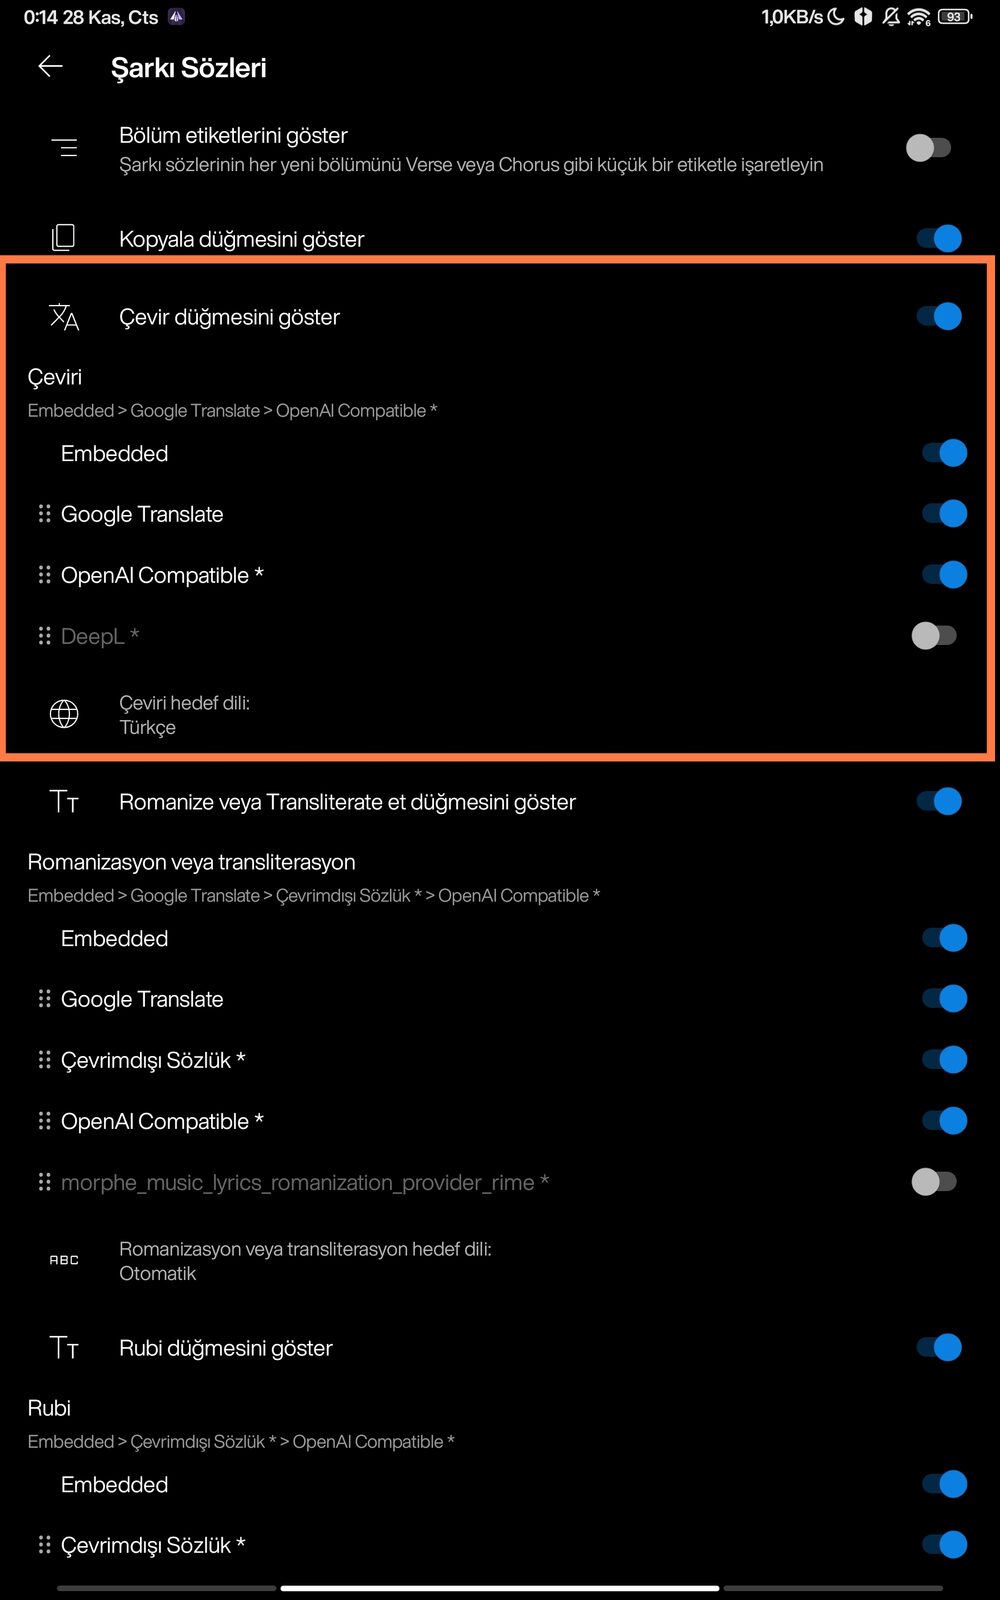 0:14 28 Kas, Cts
1,0KB/s 6 93
Şarkı Sözleri
Bölüm etiketlerini göster
Şarkı sözlerinin her yeni bölümünü Verse veya Chorus gibi küçük bir etiketle işaretleyin
Kopyala düğmesini göster
Çevir düğmesini göster
Çeviri
Embedded > Google Translate > OpenAI Compatible *
Embedded
Google Translate
OpenAI Compatible *
DeepL *
Çeviri hedef dili:
Türkçe
Romanize veya Transliterate et düğmesini göster
Romanizasyon veya transliterasyon
Embedded > Google Translate > Çevrimdışı Sözlük * > OpenAI Compatible *
Embedded
Google Translate
Çevrimdışı Sözlük *
OpenAI Compatible *
morphe_music_lyrics_romanization_provider_rime *
ABC
Romanizasyon veya transliterasyon hedef dili:
Otomatik
Rubi düğmesini göster
Rubi
Embedded > Çevrimdışı Sözlük * > OpenAI Compatible *
Embedded
Çevrimdışı Sözlük *